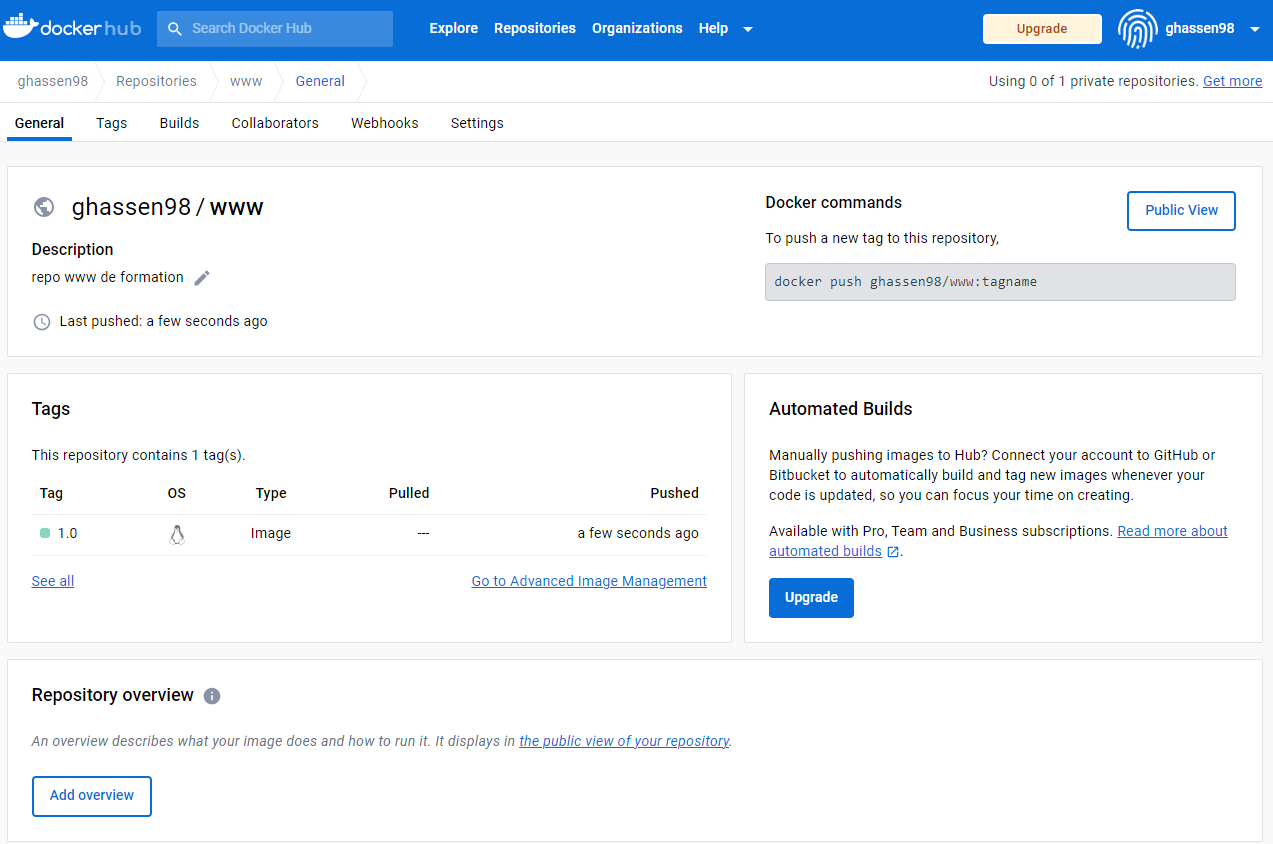 docker hub Search Docker Hub Explore Repositories Organizations Help Upgrade ghassen98
ghassen98 Repositories www General Using 0 of 1 private repositories. Get more
General Tags Builds Collaborators Webhooks Settings
ghassen98 / www
Description
repo www de formation
Last pushed: a few seconds ago
Docker commands
Public View
To push a new tag to this repository,
docker push ghassen98/www:tagname
Tags
This repository contains 1 tag(s).
Tag OS Type Pulled Pushed
1.0 Image --- a few seconds ago
See all Go to Advanced Image Management
Automated Builds
Manually pushing images to Hub? Connect your account to GitHub or
Bitbucket to automatically build and tag new images whenever your
code is updated, so you can focus your time on creating.
Available with Pro, Team and Business subscriptions. Read more about
automated builds .
Upgrade
Repository overview
An overview describes what your image does and how to run it. It displays in the public view of your repository.
Add overview